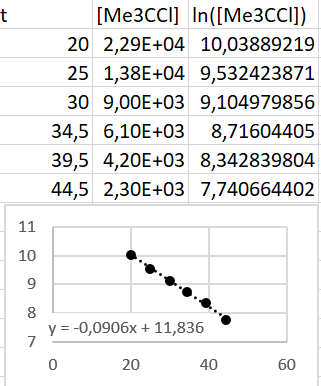 t [Me3CCl] ln([Me3CCl])
20 2,29E+04 10,03889219
25 1,38E+04 9,532423871
30 9,00E+03 9,104979856
34,5 6,10E+03 8,71604405
39,5 4,20E+03 8,342839804
44,5 2,30E+03 7,740664402
11
10
9
8
y = -0,0906x + 11,836
7
0 20 40 60